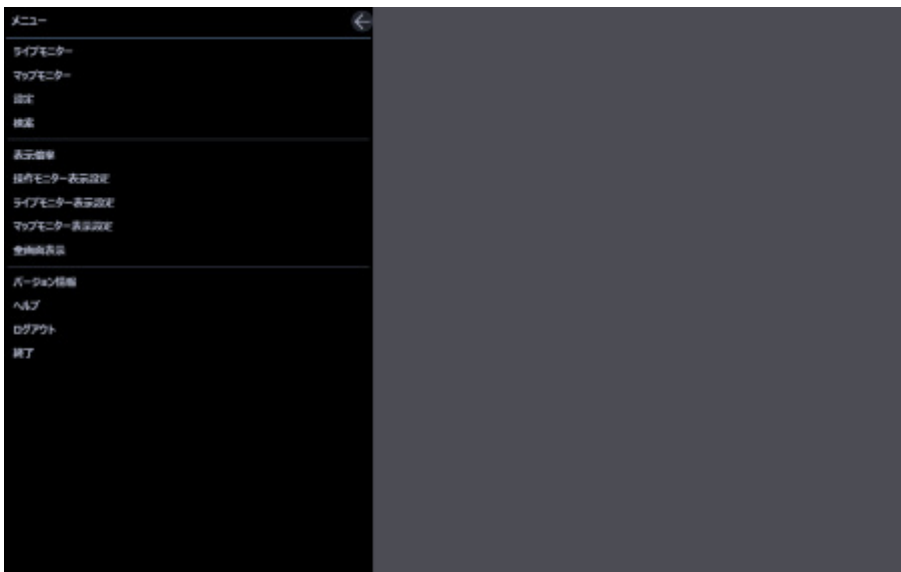 メニュー
ライブモニター
マップモニター
設定
検索
表示倍率
操作モニター表示設定
ライブモニター表示設定
マップモニター表示設定
全画面表示
バージョン情報
ヘルプ
ログアウト
終了